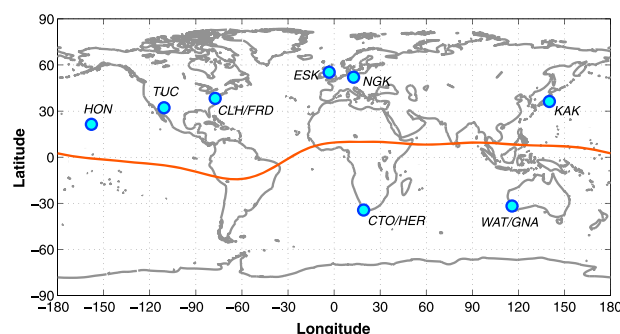 90
60
30
0
−30
−60
−90
Latitude
ESK
NGK
TUC
HON
CLH/FRD
KAK
CTO/HER
WAT/GNA
−180 −150 −120 −90 −60 −30 0 30 60 90 120 150 180
Longitude